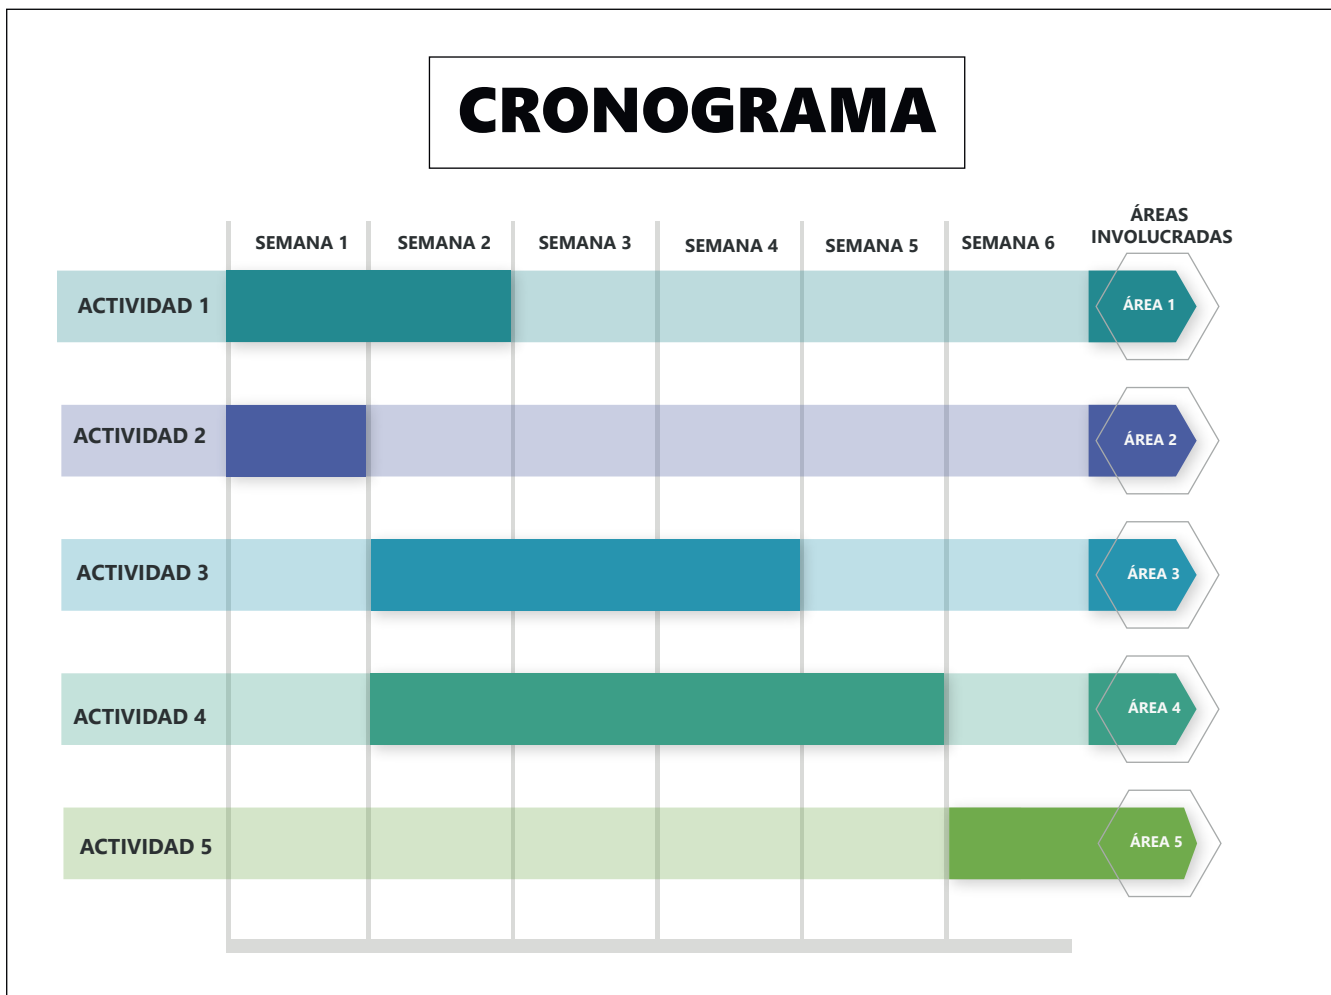 CRONOGRAMA
SEMANA 1
SEMANA 2
SEMANA 3
SEMANA 4
SEMANA 5
SEMANA 6
ÁREAS
INVOLUCRADAS
ACTIVIDAD 1
ÁREA 1
ACTIVIDAD 2
ÁREA 2
ACTIVIDAD 3
ÁREA 3
ACTIVIDAD 4
ÁREA 4
ACTIVIDAD 5
ÁREA 5